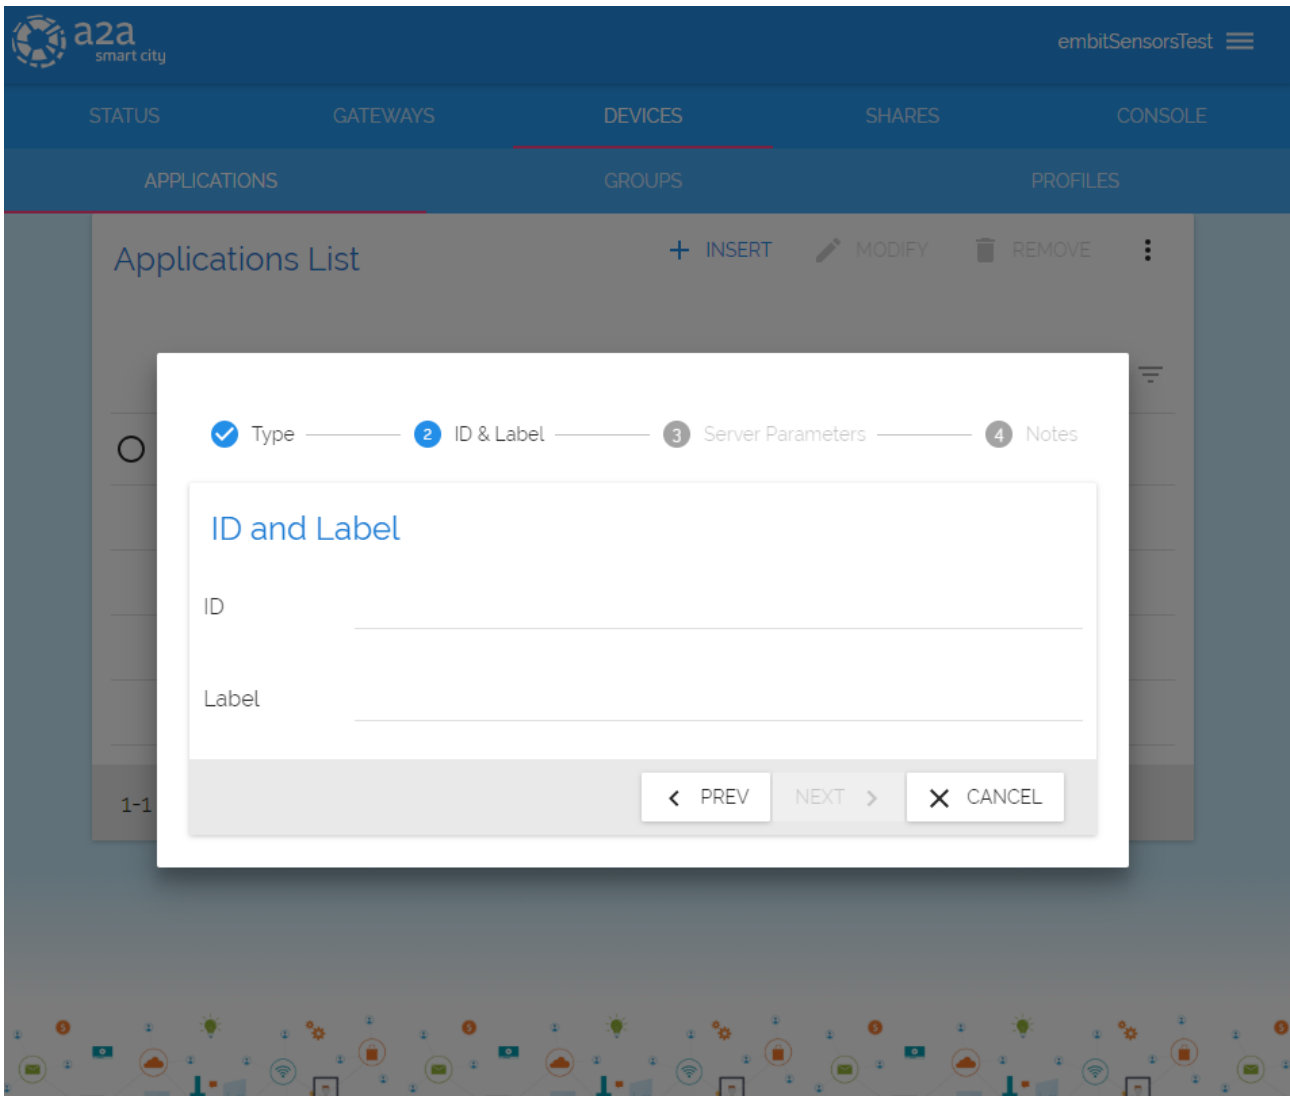 a2a
smart city
embitSensorsTest
STATUS GATEWAYS DEVICES SHARES CONSOLE
APPLICATIONS GROUPS PROFILES
Applications List
INSERT MODIFY REMOVE
Type 2 ID & Label 3 Server Parameters 4 Notes
ID and Label
ID
Label
PREV NEXT CANCEL
1-1